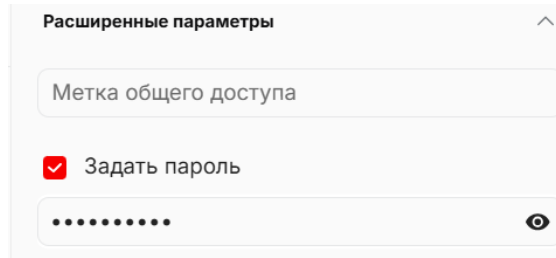 Расширенные параметры
Метка общего доступа
Задать пароль
••••••••••